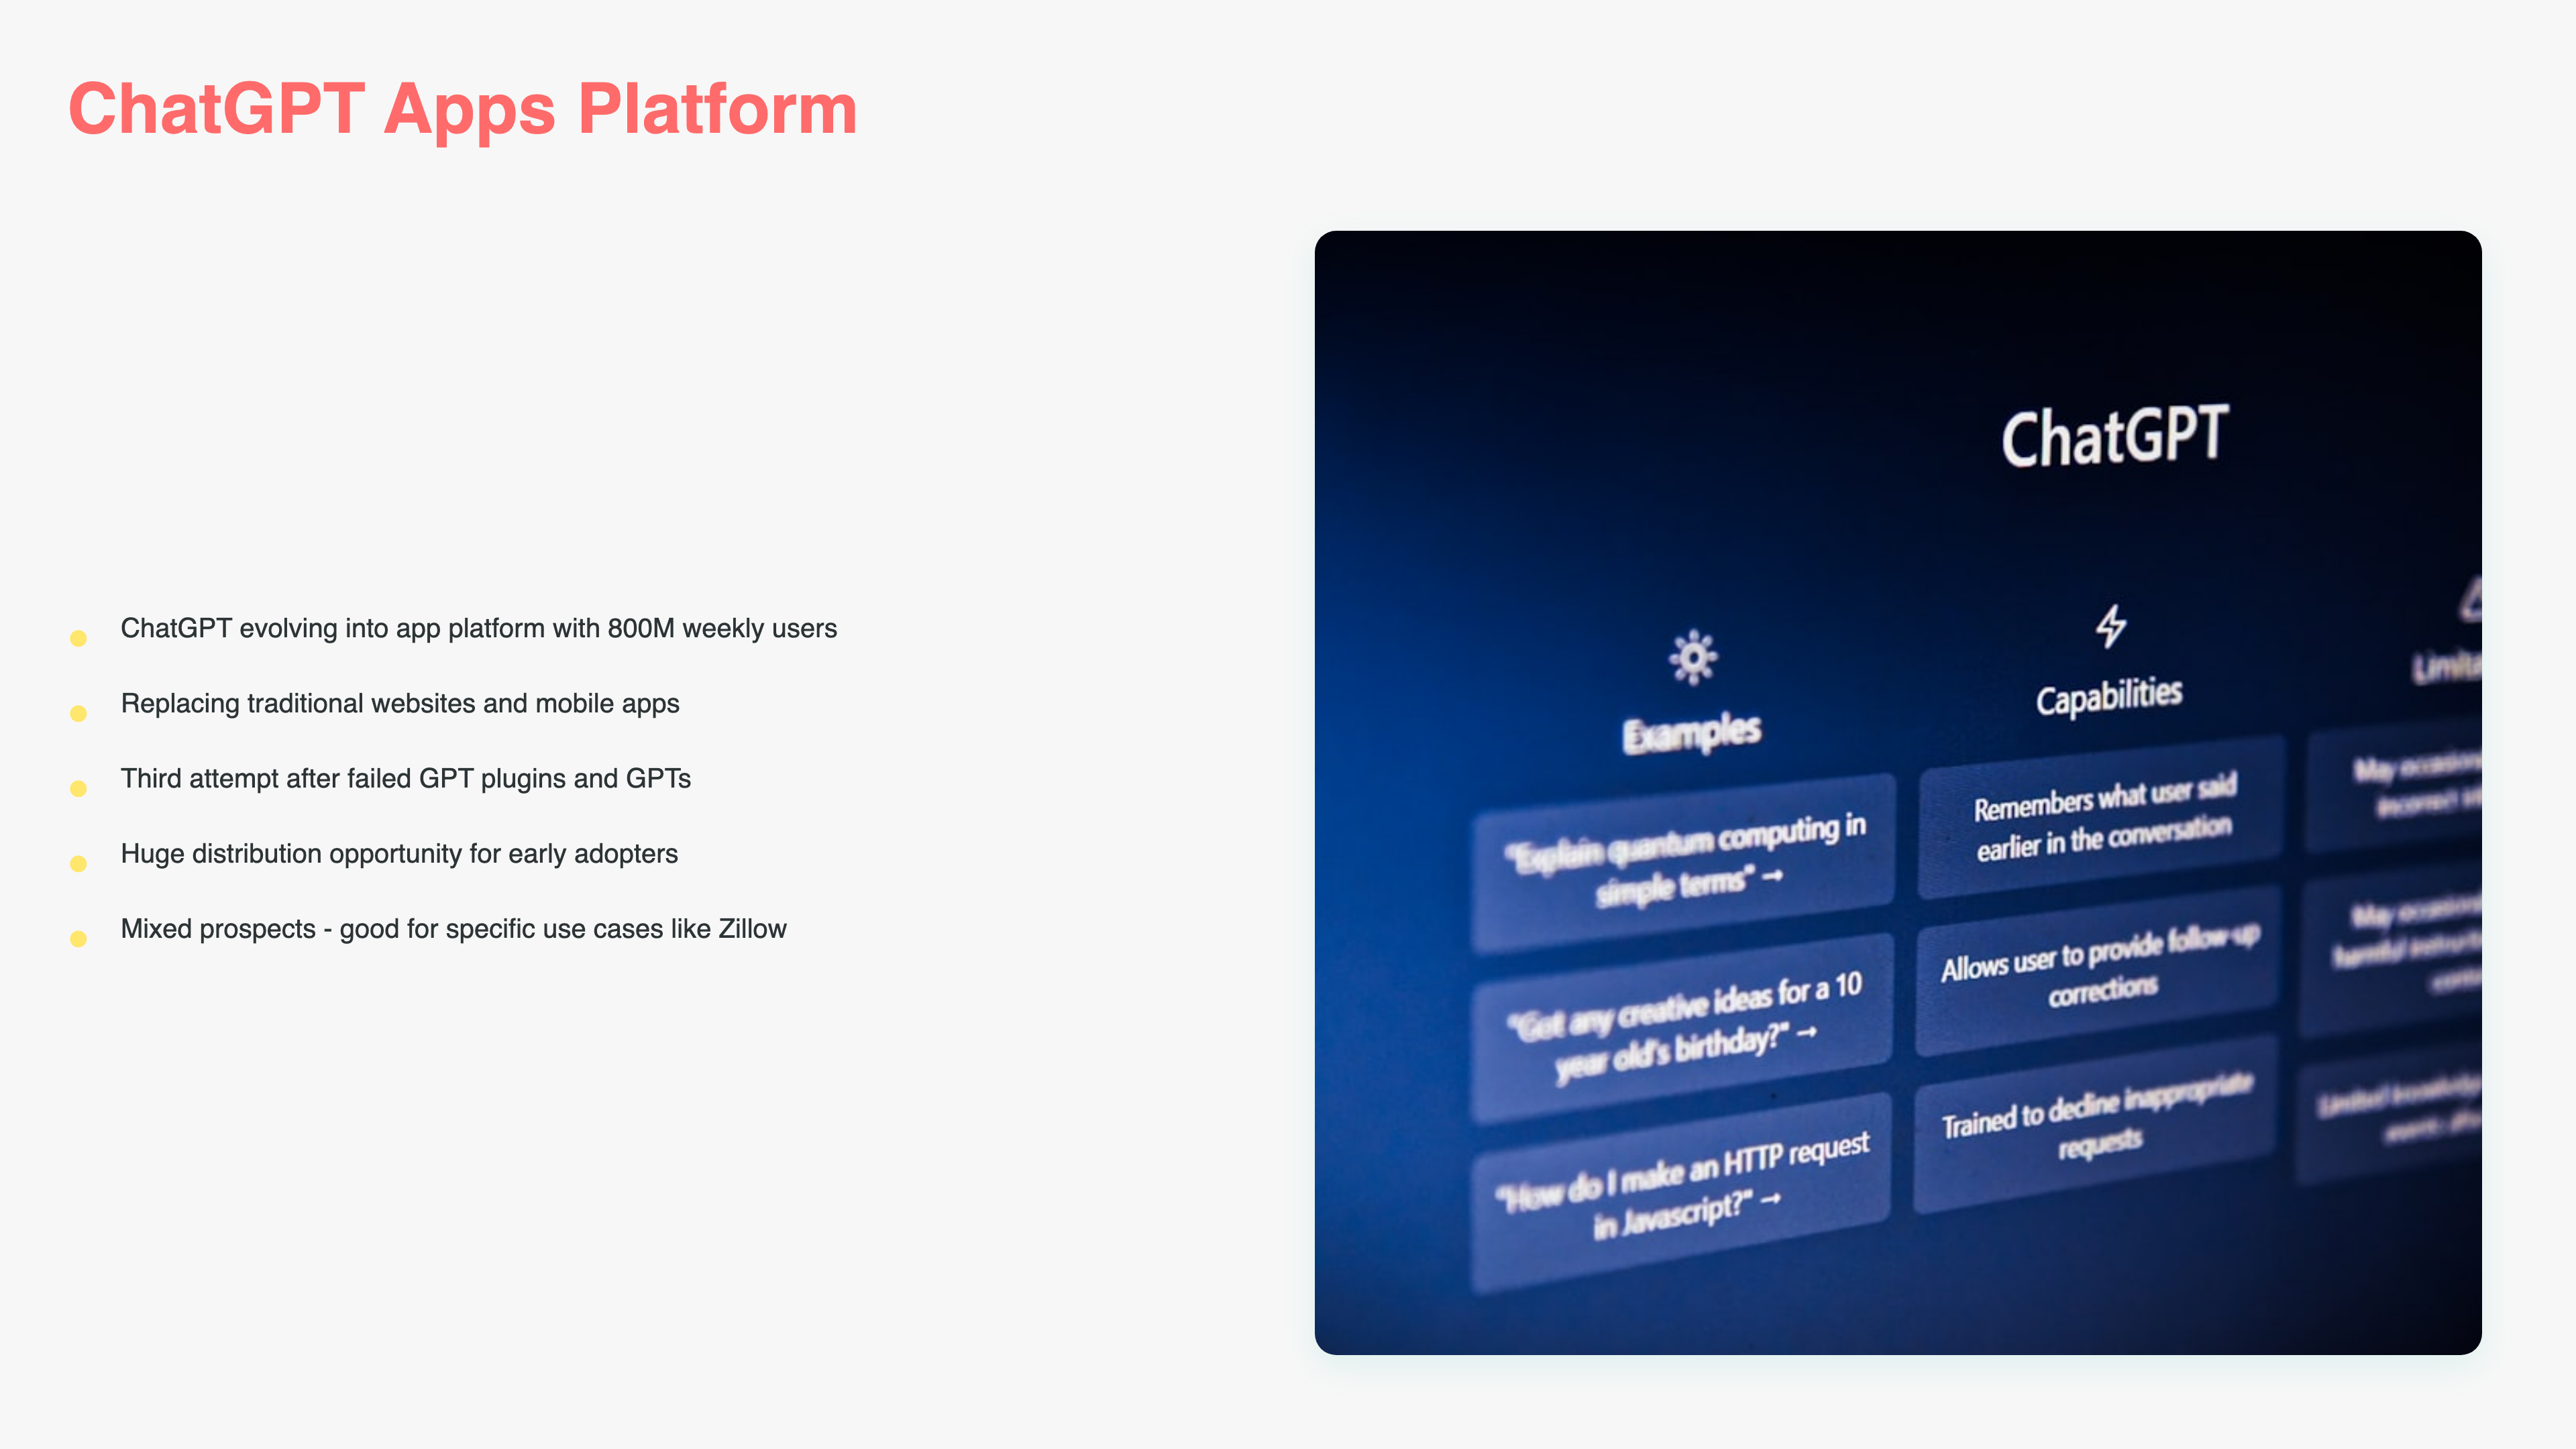 ChatGPT Apps Platform
ChatGPT evolving into app platform with 800M weekly users
Replacing traditional websites and mobile apps
Third attempt after failed GPT plugins and GPTs
Huge distribution opportunity for early adopters
Mixed prospects - good for specific use cases like Zillow
ChatGPT
Examples
"Explain quantum computing in
simple terms" →
"Got any creative ideas for a 10
year old's birthday?" →
"How do I make an HTTP request
in Javascript?" →
Capabilities
Remembers what user said
earlier in the conversation
Allows user to provide follow-up
corrections
Trained to decline inappropriate
requests
May
May